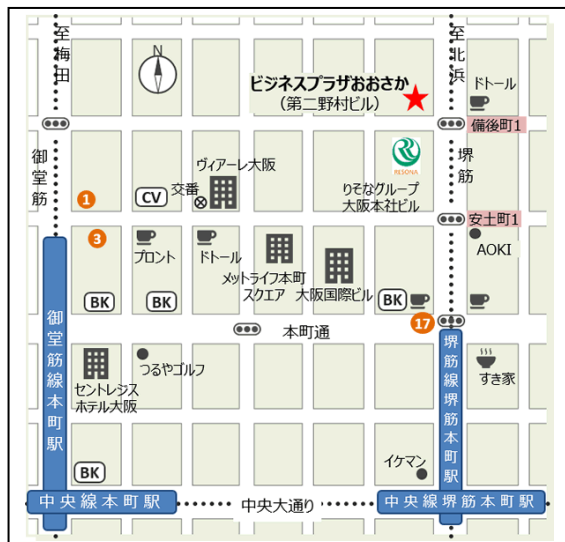 至梅田
至北浜
N
ビジネスプラザおおさか
(第二野村ビル)
ドトール
備後町1
御堂筋
堺筋
ヴィアーレ大阪
交番
CV
RESONA
りそなグループ
大阪本社ビル
1
安土町1
3
プロント
ドトール
メットライフ本町
スクエア
大阪国際ビル
AOKI
BK
BK
BK
17
本町通
御堂筋線本町駅
堺筋線堺筋本町駅
つるやゴルフ
セントレジス
ホテル大阪
すき家
イケマン
BK
中央線本町駅
中央大通り
中央線堺筋本町駅